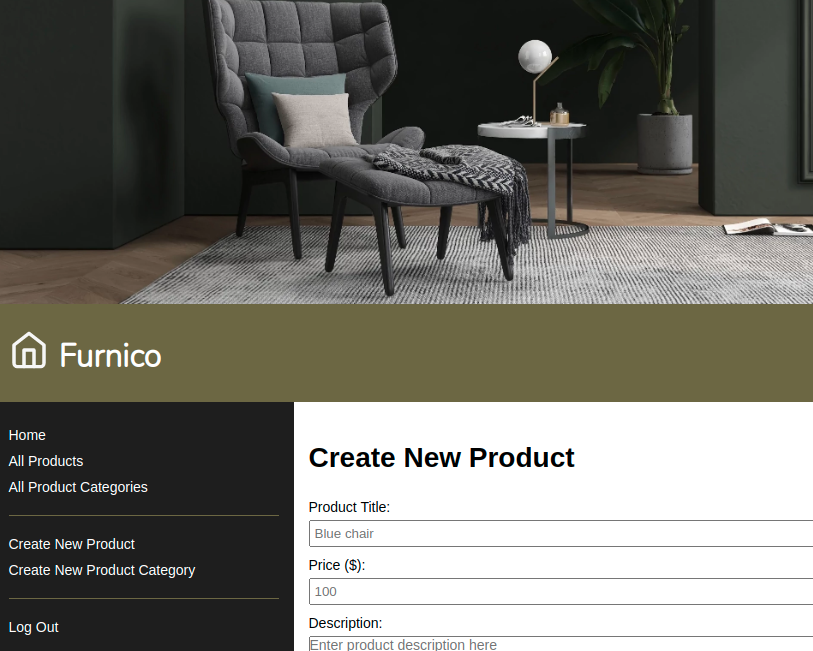 Furnico
Home
All Products
All Product Categories
Create New Product
Create New Product Category
Log Out
Create New Product
Product Title:
Blue chair
Price ($):
100
Description:
Enter product description here